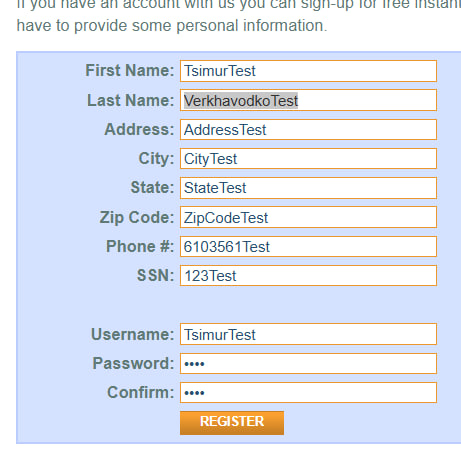 If you have an account with us you can sign-up for free instant
have to provide some personal information.
First Name: TsimurTest
Last Name: VerkhavodkoTest
Address: AddressTest
City: CityTest
State: StateTest
Zip Code: ZipCodeTest
Phone #: 6103561Test
SSN: 123Test
Username: TsimurTest
Password: ••••
Confirm: ••••
REGISTER